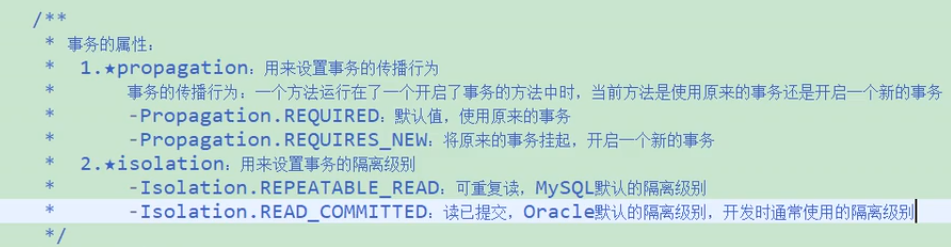 /**
* 事务的属性:
* 1.★propagation: 用来设置事务的传播行为
* 事务的传播行为: 一个方法运行在了一个开启了事务的方法中时, 当前方法是使用原来的事务还是开启一个新的事务
* -Propagation.REQUIRED: 默认值, 使用原来的事务
* -Propagation.REQUIRES_NEW: 将原来的事务挂起, 开启一个新的事务
* 2.★isolation: 用来设置事务的隔离级别
* -Isolation.REPEATABLE_READ: 可重复读, MySQL默认的隔离级别
* -Isolation.READ_COMMITTED: 读已提交, Oracle默认的隔离级别, 开发时通常使用的隔离级别
*/